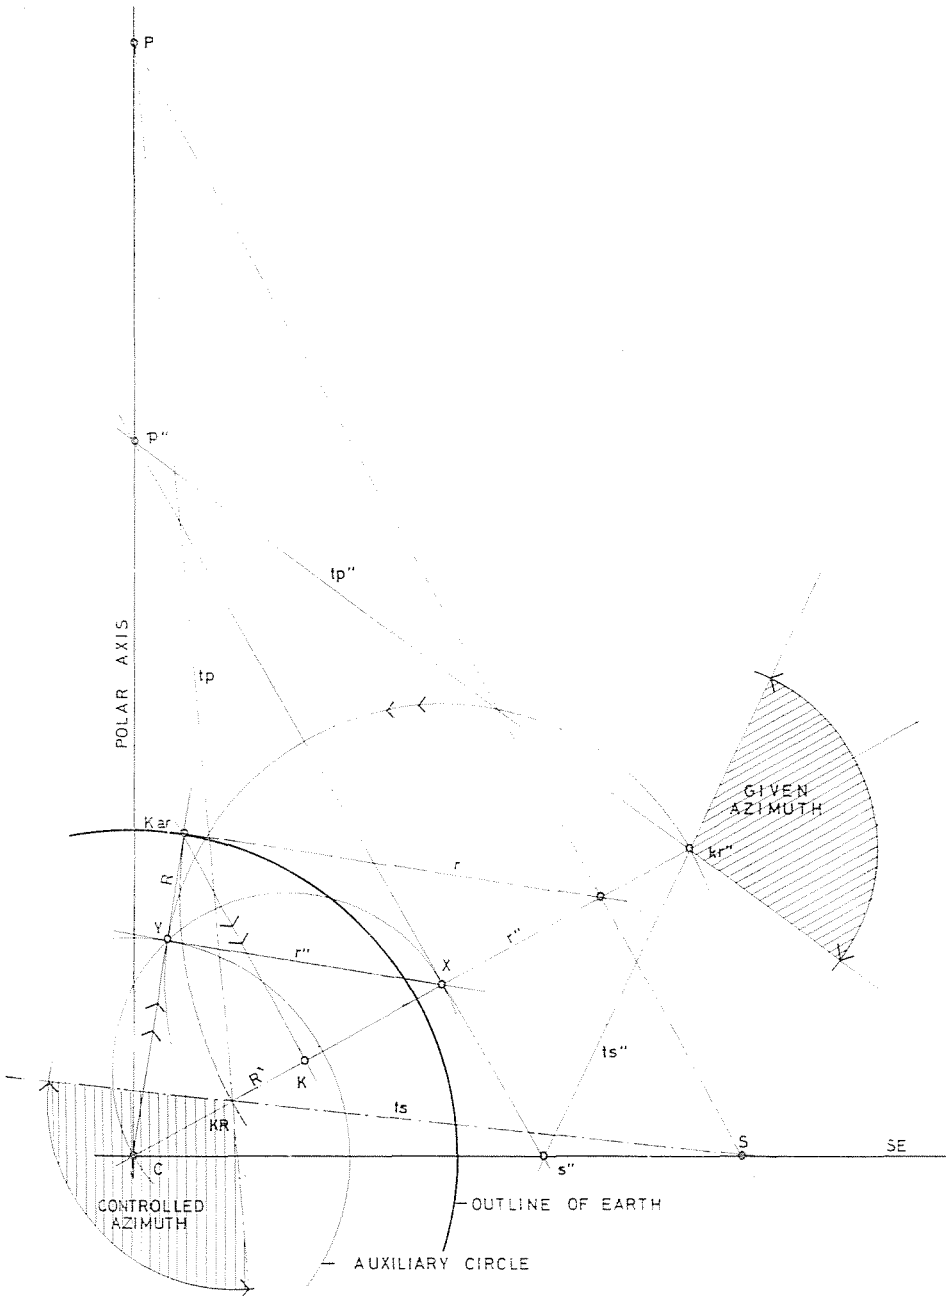 P
p"
tp"
POLAR AXIS
tp
GIVEN
AZIMUTH
Kar
kr"
r
R
Y
r"
r"
X
ts"
K
R'
ts
KR
S
SE
C
s"
CONTROLLED
AZIMUTH
OUTLINE OF EARTH
AUXILIARY CIRCLE